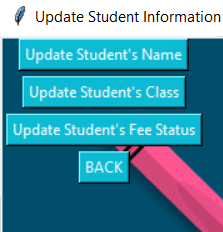 Update Student Information
Update Student's Name
Update Student's Class
Update Student's Fee Status
BACK